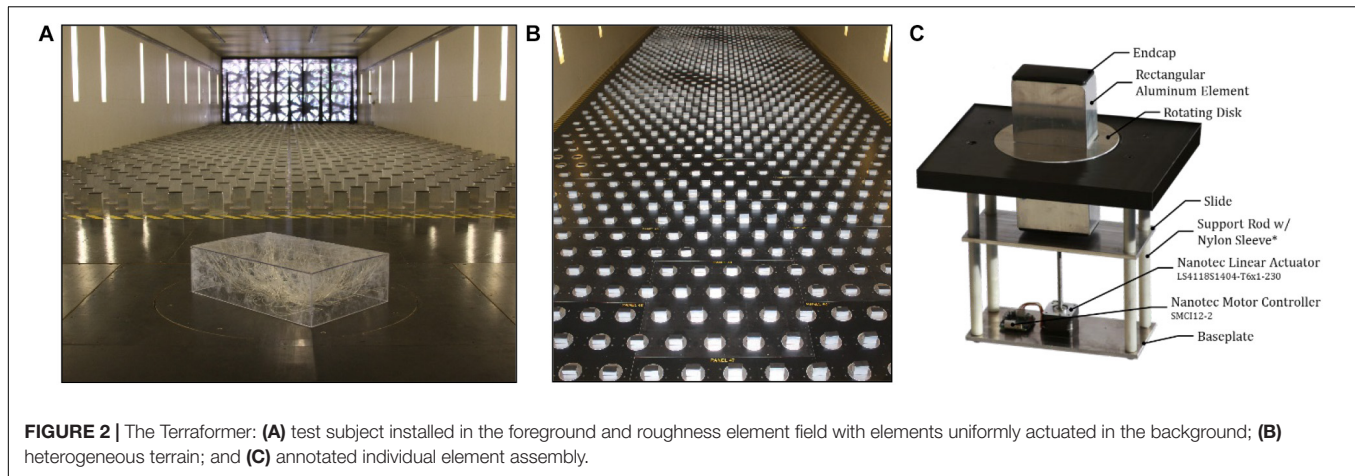 A
B
C
Endcap
Rectangular
Aluminum Element
Rotating Disk
Slide
Support Rod w/
Nylon Sleeve*
Nanotec Linear Actuator
LS4118S1404-T6x1-230
Nanotec Motor Controller
SMCI12-2
Baseplate
FIGURE 2 | The Terraformer: (A) test subject installed in the foreground and roughness element field with elements uniformly actuated in the background; (B)
heterogeneous terrain; and (C) annotated individual element assembly.